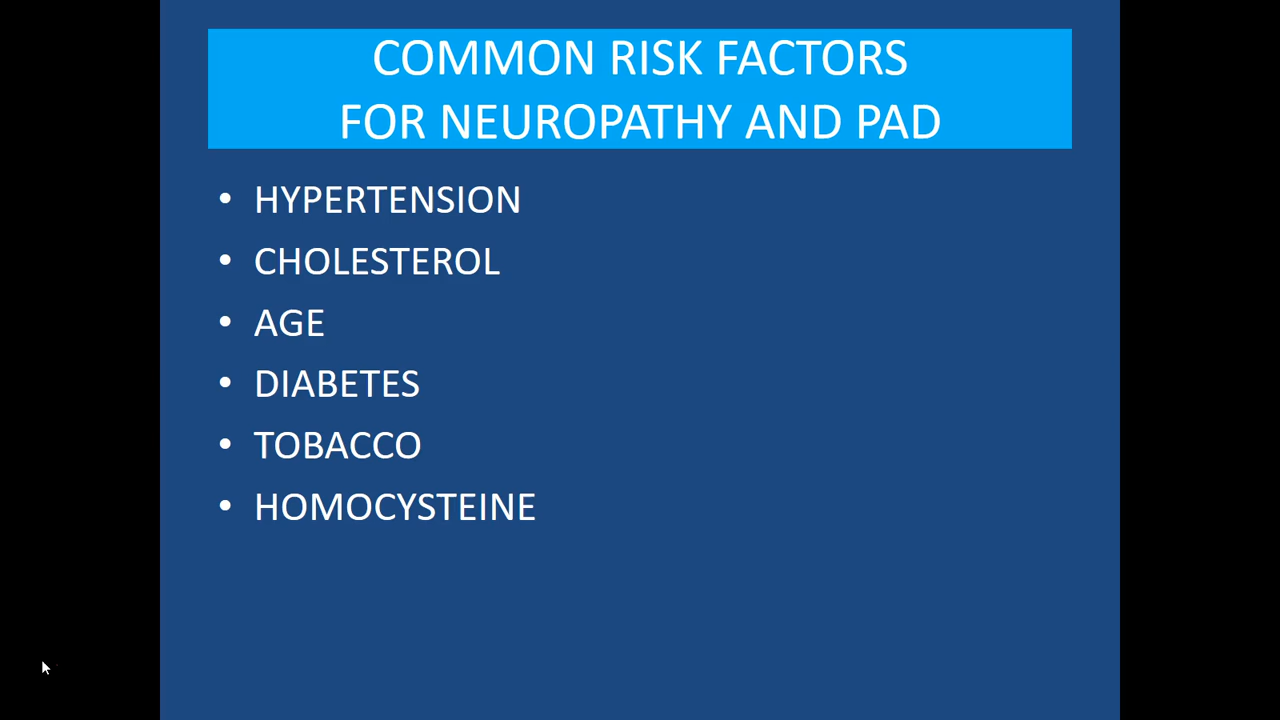 COMMON RISK FACTORS
FOR NEUROPATHY AND PAD
• HYPERTENSION
• CHOLESTEROL
• AGE
• DIABETES
• TOBACCO
• HOMOCYSTEINE